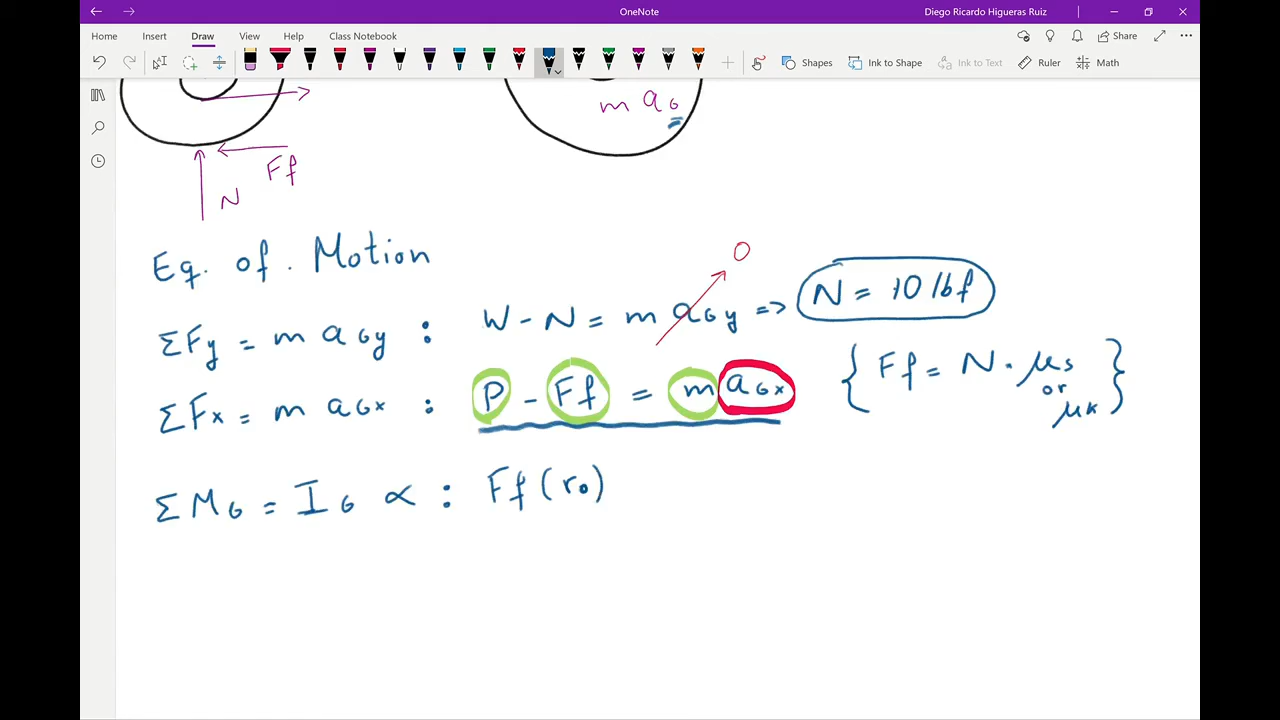 OneNote
Diego Ricardo Higueras Ruiz
Home Insert Draw View Help Class Notebook
Share
Shapes Ink to Shape Ink to Text Ruler Math
m a G
Ff
N
Eq. of. Motion
O
ΣFy = m aGy : W - N = m aGy => N = 10 lbf
ΣFx = m aGx : P - Ff = m aGx { Ff = N . μs or μk }
ΣMG = IG α : Ff (ro)